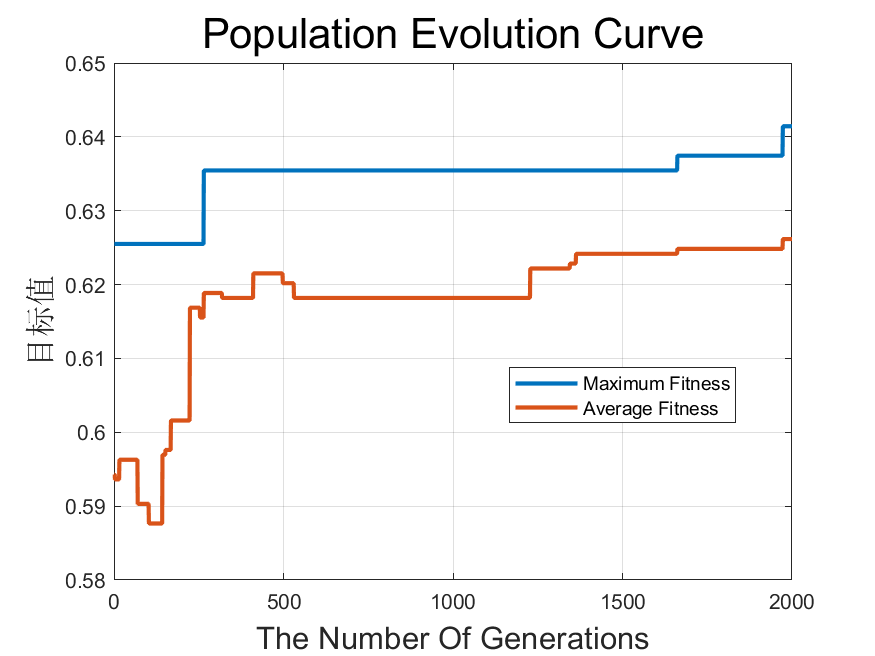 Population Evolution Curve
0.65
0.64
0.63
0.62
0.61
0.6
0.59
0.58
目标值
Maximum Fitness
Average Fitness
0 500 1000 1500 2000
The Number Of Generations